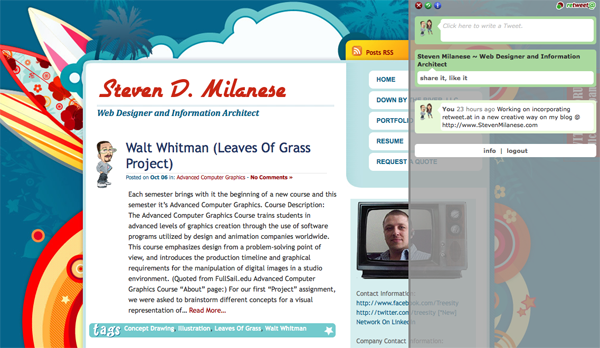 Steven D. Milanese
Web Designer and Information Architect
Walt Whitman (Leaves Of Grass
Project)
Posted on Oct 06 in: Advanced Computer Graphics - No Comments »
Each semester brings with it the beginning of a new course and this
semester it's Advanced Computer Graphics. Course Description:
The Advanced Computer Graphics Course trains students in
advanced levels of graphics creation through the use of software
programs utilized by design and animation companies worldwide.
This course emphasizes design from a problem-solving point of
view, and introduces the production timeline and graphical
requirements for the manipulation of digital images in a studio
environment. (Quoted from FullSail.edu Advanced Computer
Graphics Course "About" page:) For our first "Project" assignment,
we were asked to brainstorm different concepts for a visual
representation of... Read More...
tags Concept Drawing, Illustration, Leaves Of Grass, Walt Whitman
Posts RSS
HOME
DOWN BY
PORTFOLIO
RESUME
REQUEST A QUOTE
Contact Information:
http://www.facebook.com/Tweesty
http://twitter.com/tweesty [*New]
Network On LinkedIn
Company Contact Information:
retweet
Click here to write a Tweet.
Steven Milanese -- Web Designer and Information
Architect
share it, like it
You 23 hours ago Working on incorporating
retweet.at in a new creative way on my blog @
http://www.StevenMilanese.com
info | logout